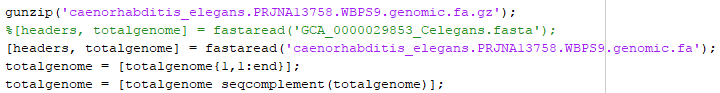 gunzip('caenorhabditis_elegans.PRJNA13758.WBPS9.genomic.fa.gz');
%[headers, totalgenome] = fastaread('GCA_0000029853_Celegans.fasta');
[headers, totalgenome] = fastaread('caenorhabditis_elegans.PRJNA13758.WBPS9.genomic.fa');
totalgenome = [totalgenome{1,1:end}];
totalgenome = [totalgenome seqcomplement(totalgenome)];